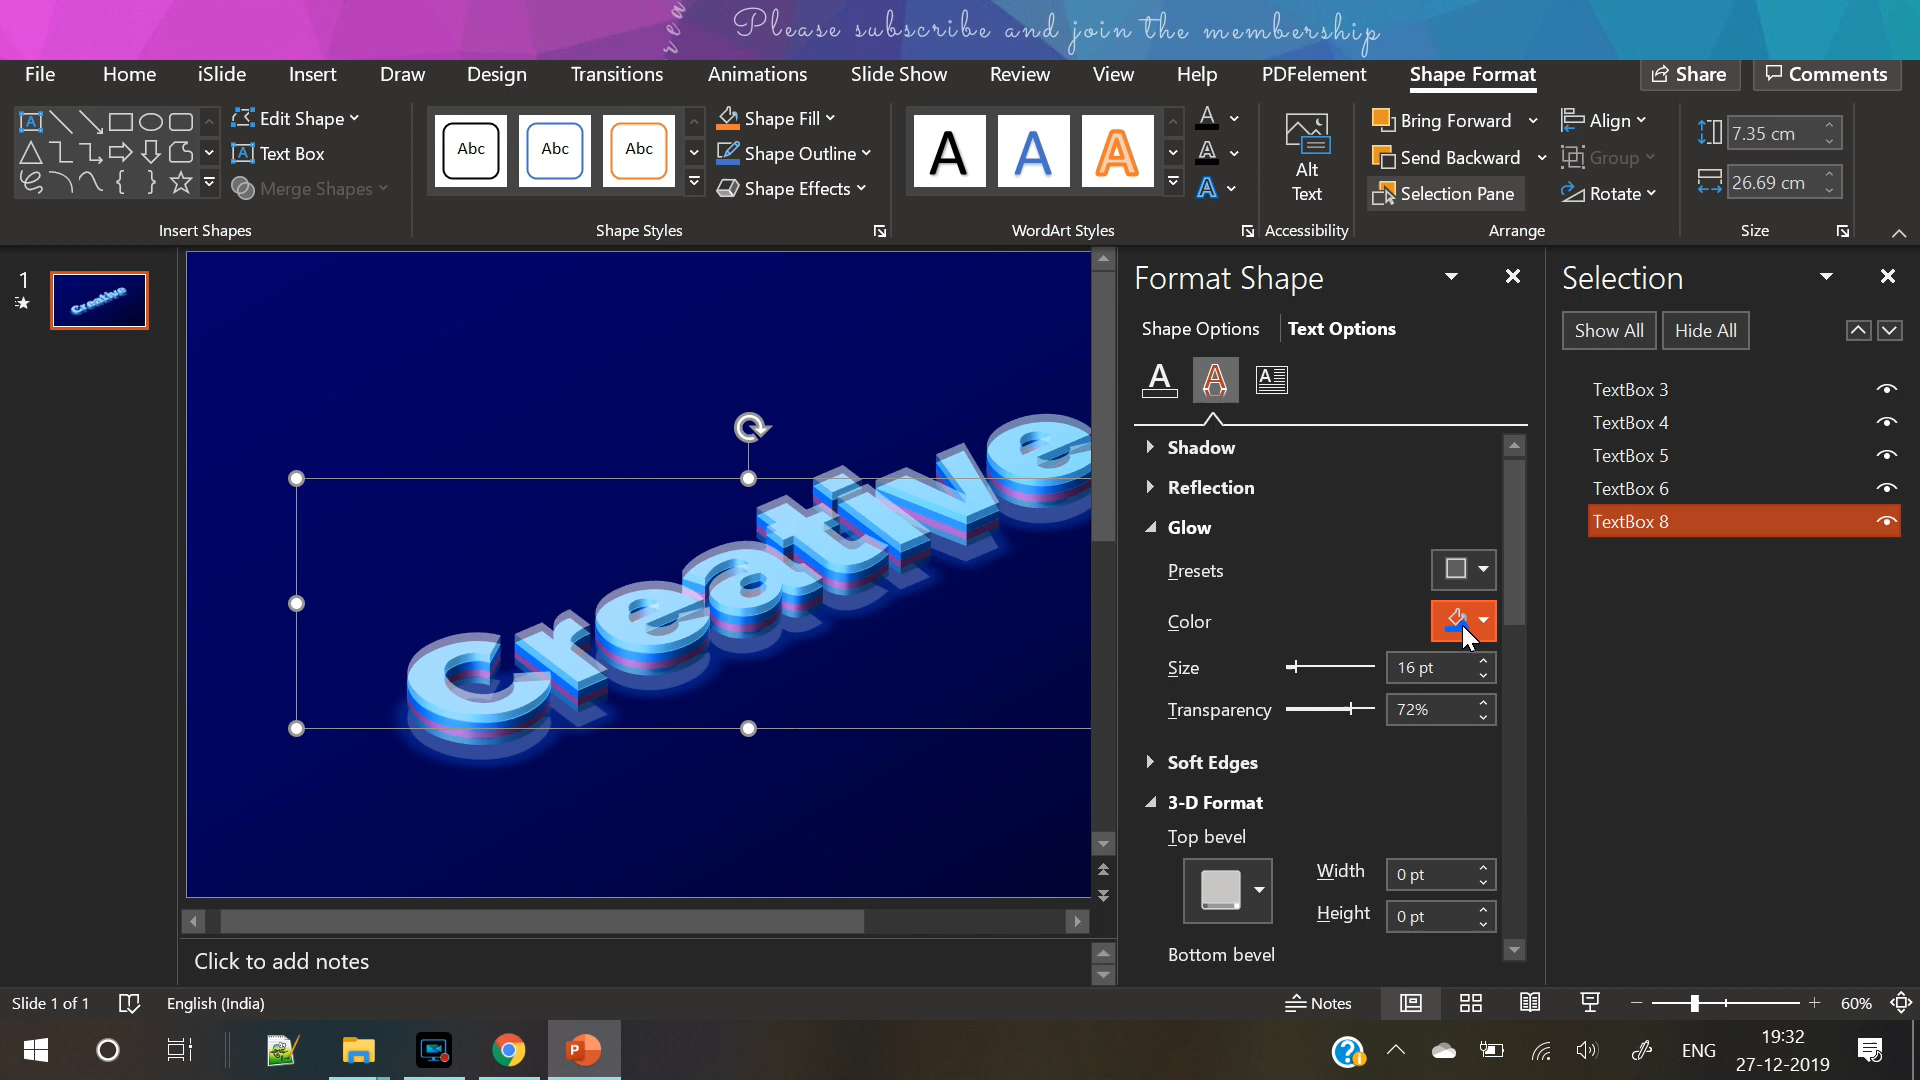 Please subscribe and join the membership
File Home iSlide Insert Draw Design Transitions Animations Slide Show Review View Help PDFelement Shape Format Share Comments
Edit Shape
Text Box
Merge Shapes
Insert Shapes
Abc Abc Abc
Shape Fill
Shape Outline
Shape Effects
Shape Styles
A A A
WordArt Styles
Alt
Text
Accessibility
Bring Forward
Send Backward
Selection Pane
Align
Group
Rotate
Arrange
7.35 cm
26.69 cm
Size
1
Creative
Creative
Format Shape
Shape Options Text Options
Shadow
Reflection
Glow
Presets
Color
Size 16 pt
Transparency 72%
Soft Edges
3-D Format
Top bevel
Width 0 pt
Height 0 pt
Bottom bevel
Selection
Show All Hide All
TextBox 3
TextBox 4
TextBox 5
TextBox 6
TextBox 8
Click to add notes
Slide 1 of 1 English (India) Notes 60%
ENG
19:32
27-12-2019